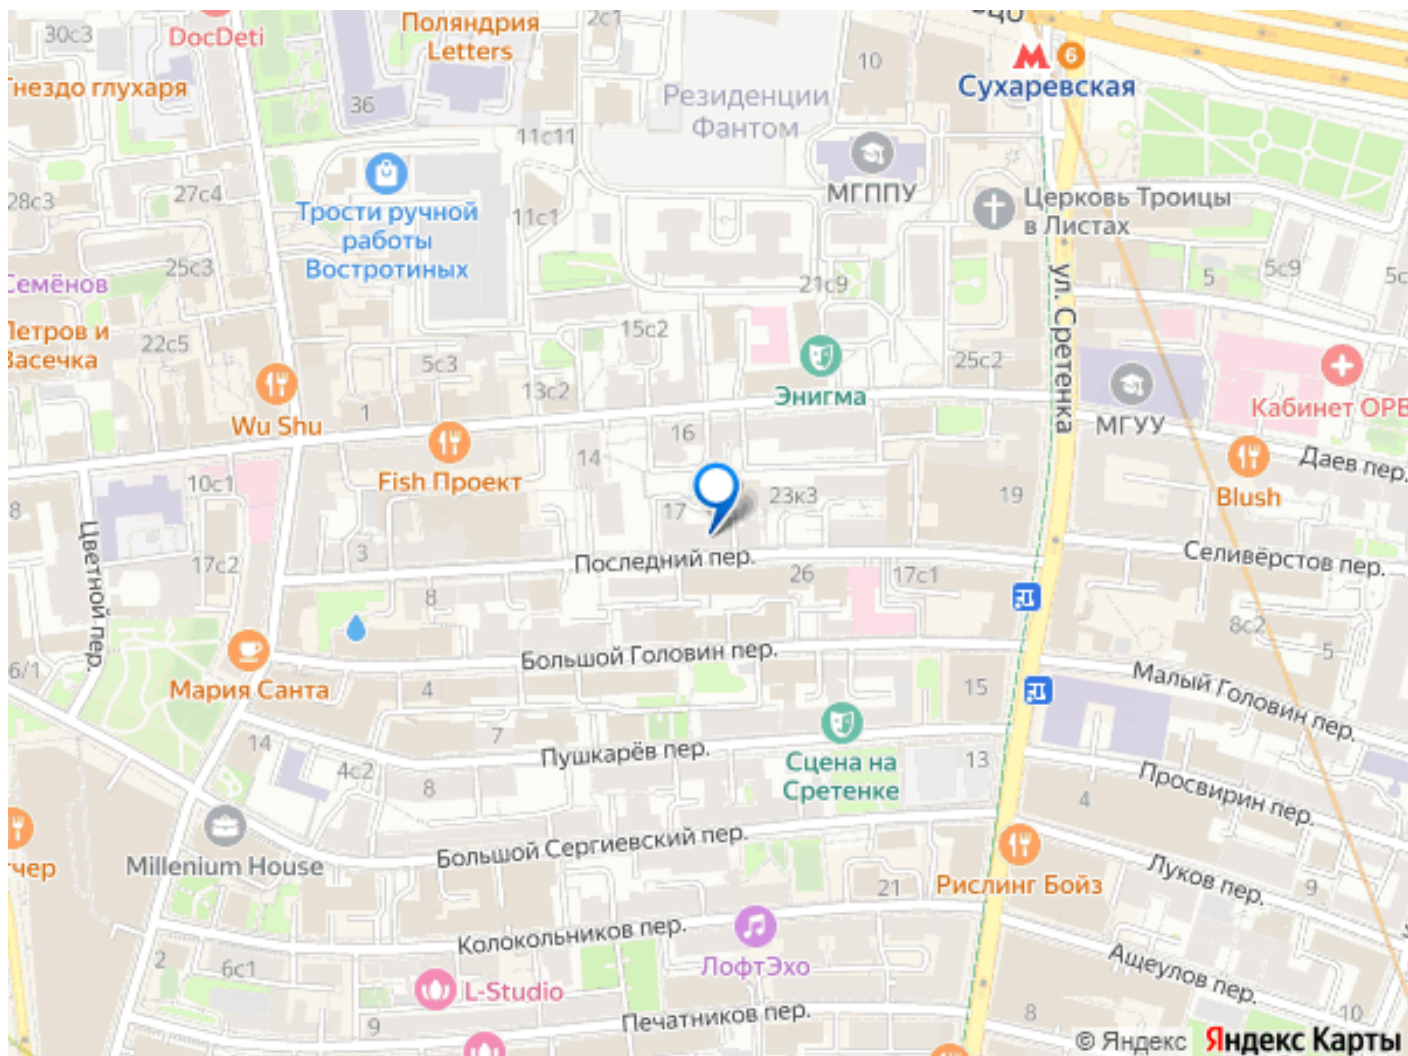 30с3
DocDeti
Поляндрия
Letters
2с1
Сухаревская
6
10
Гнездо глухаря
36
Резиденции
Фантом
11с11
МГППУ
28с3
27с4
Трости ручной
работы
Востротиных
11с1
Церковь Троицы
в Листах
25с3
Семёнов
21с9
5
5с9
5с
ул. Сретенка
Петров и
Васечка
22с5
15с2
5с3
13с2
Энигма
25с2
МГУУ
Кабинет ОРВ
Wu Shu
1
16
Fish Проект
14
Даев пер.
Blush
10с1
8
17
23к3
19
Цветной пер.
17с2
3
Последний пер.
26
17с1
Селивёрстов пер.
8
8с2
5
6/1
Большой Головин пер.
Малый Головин пер.
Мария Санта
4
15
14
7
Пушкарёв пер.
Сцена на
Сретенке
13
4с2
8
Просвирин пер.
4
Millenium House
Большой Сергиевский пер.
Рислинг Бойз
Луков пер.
9
тчер
21
Колокольников пер.
ЛофтЭхо
Ащеулов пер.
2
6с1
L-Studio
9
Печатников пер.
8
10
© Яндекс Яндекс Карты